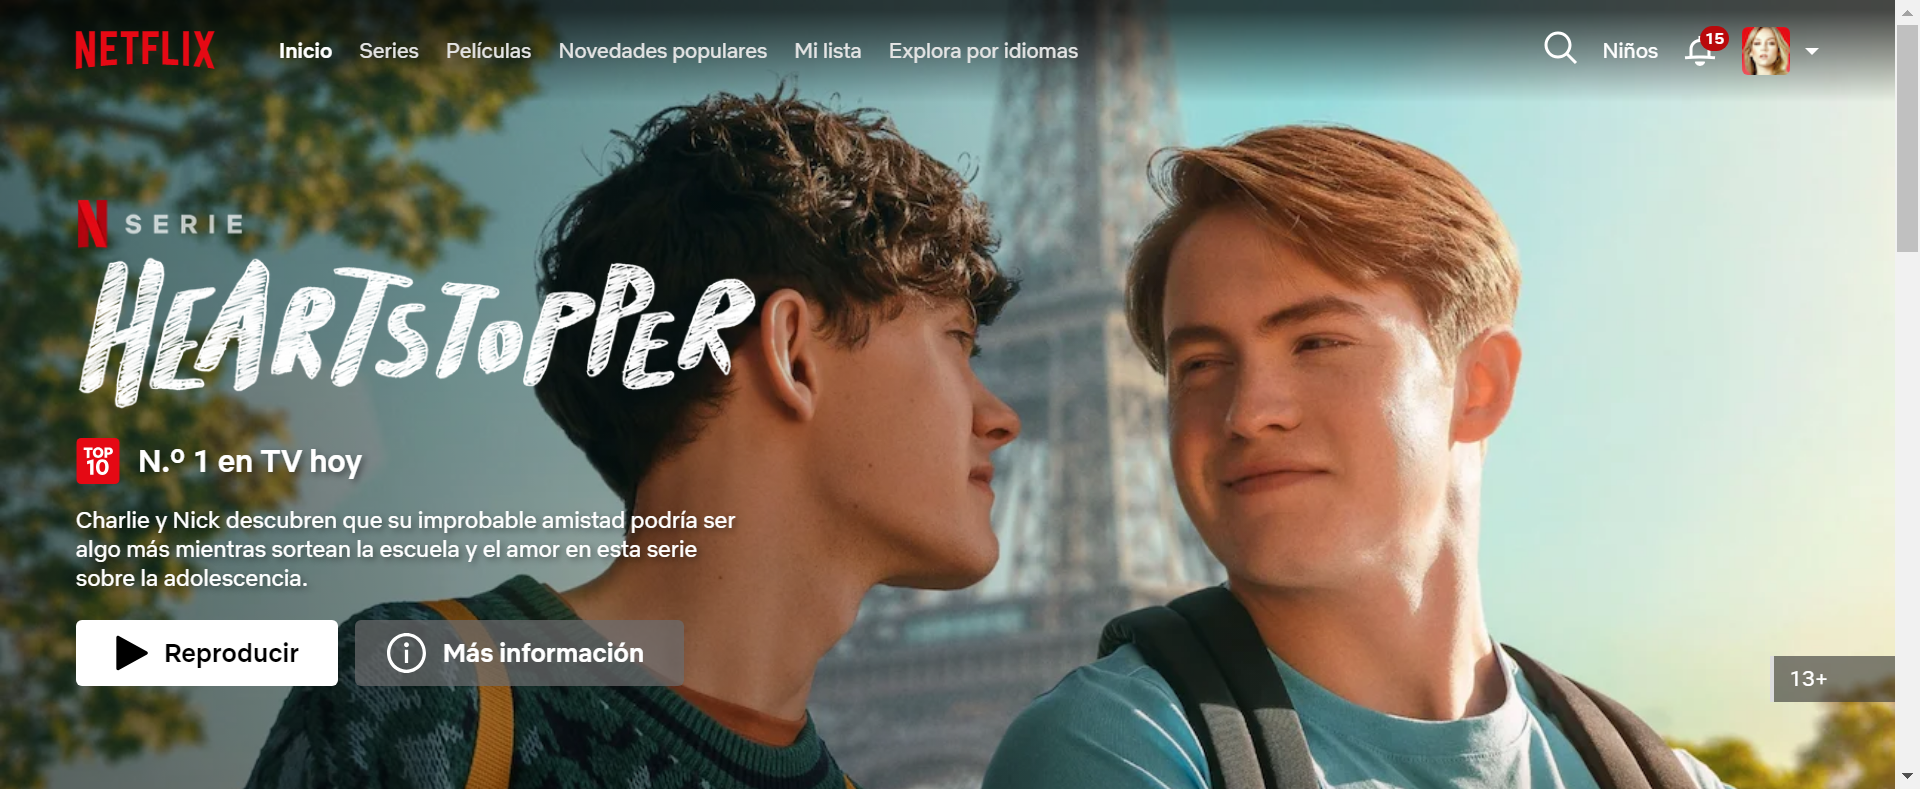 NETFLIX Inicio Series Películas Novedades populares Mi lista Explora por idiomas Niños 15
N SERIE
HEARTSTOPPER
TOP 10 N.º 1 en TV hoy
Charlie y Nick descubren que su improbable amistad podría ser
algo más mientras sortean la escuela y el amor en esta serie
sobre la adolescencia.
Reproducir Más información
13+